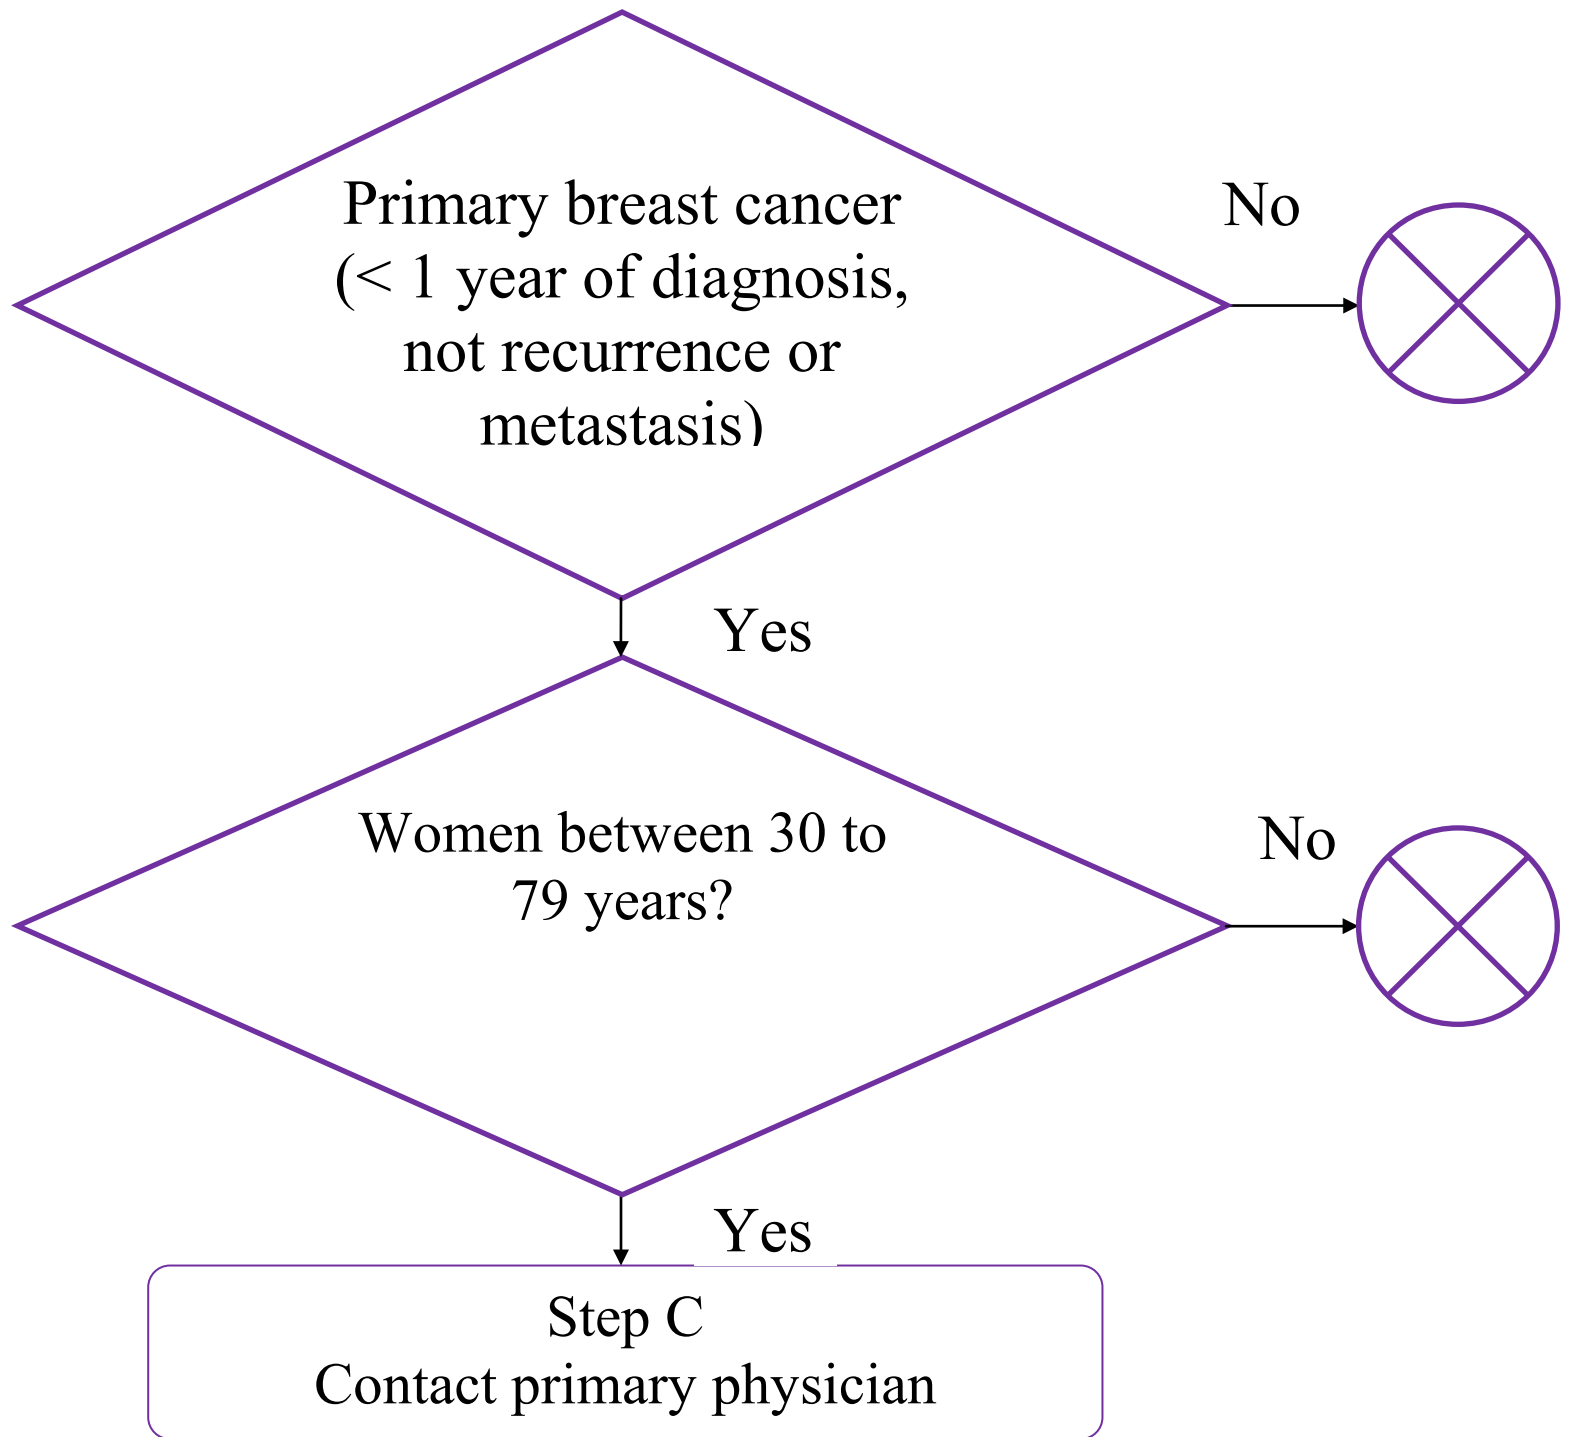 Primary breast cancer
(< 1 year of diagnosis,
not recurrence or
metastasis)
No
Yes
Women between 30 to
79 years?
No
Yes
Step C
Contact primary physician